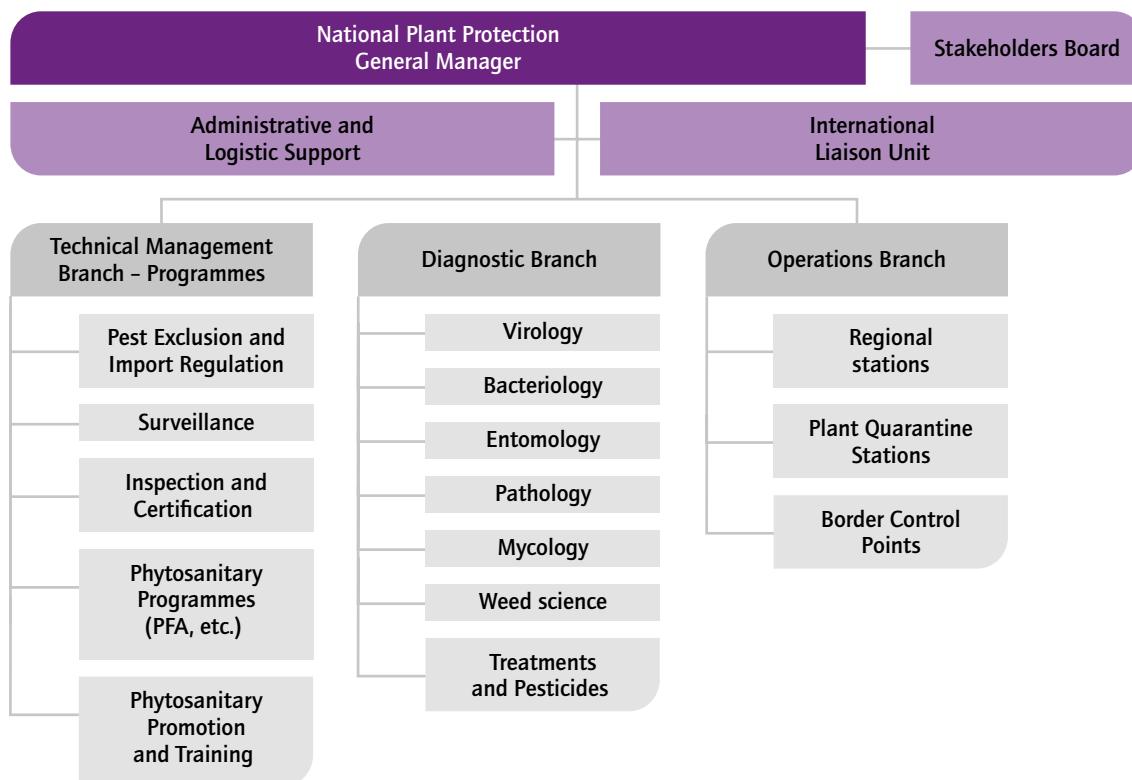 National Plant Protection
General Manager
Stakeholders Board
Administrative and
Logistic Support
International
Liaison Unit
Technical Management
Branch – Programmes
Pest Exclusion and
Import Regulation
Surveillance
Inspection and
Certification
Phytosanitary
Programmes
(PFA, etc.)
Phytosanitary
Promotion
and Training
Diagnostic Branch
Virology
Bacteriology
Entomology
Pathology
Mycology
Weed science
Treatments
and Pesticides
Operations Branch
Regional
stations
Plant Quarantine
Stations
Border Control
Points